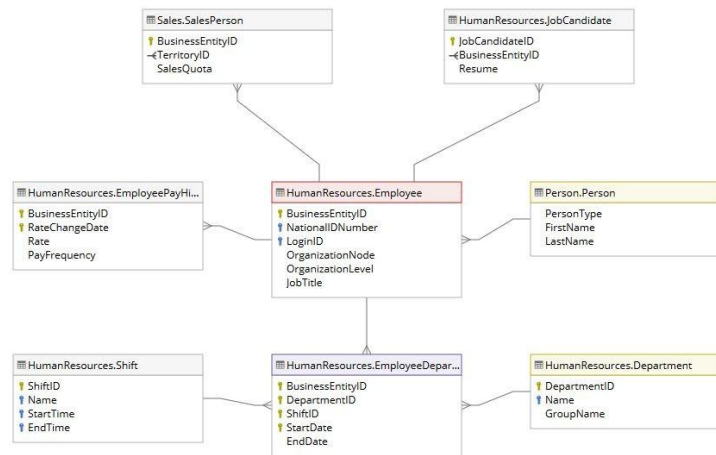 Sales.SalesPerson
BusinessEntityID
TerritoryID
SalesQuota
HumanResources.JobCandidate
JobCandidateID
BusinessEntityID
Resume
HumanResources.EmployeePayHi...
BusinessEntityID
RateChangeDate
Rate
PayFrequency
HumanResources.Employee
BusinessEntityID
NationalIDNumber
LoginID
OrganizationNode
OrganizationLevel
JobTitle
Person.Person
PersonType
FirstName
LastName
HumanResources.Shift
ShiftID
Name
StartTime
EndTime
HumanResources.EmployeeDepar...
BusinessEntityID
DepartmentID
ShiftID
StartDate
EndDate
HumanResources.Department
DepartmentID
Name
GroupName